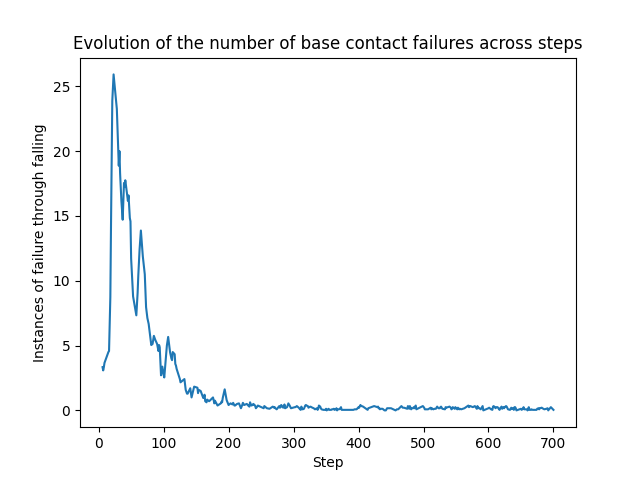 Evolution of the number of base contact failures across steps
Instances of failure through falling
25
20
15
10
5
0
0 100 200 300 400 500 600 700
Step